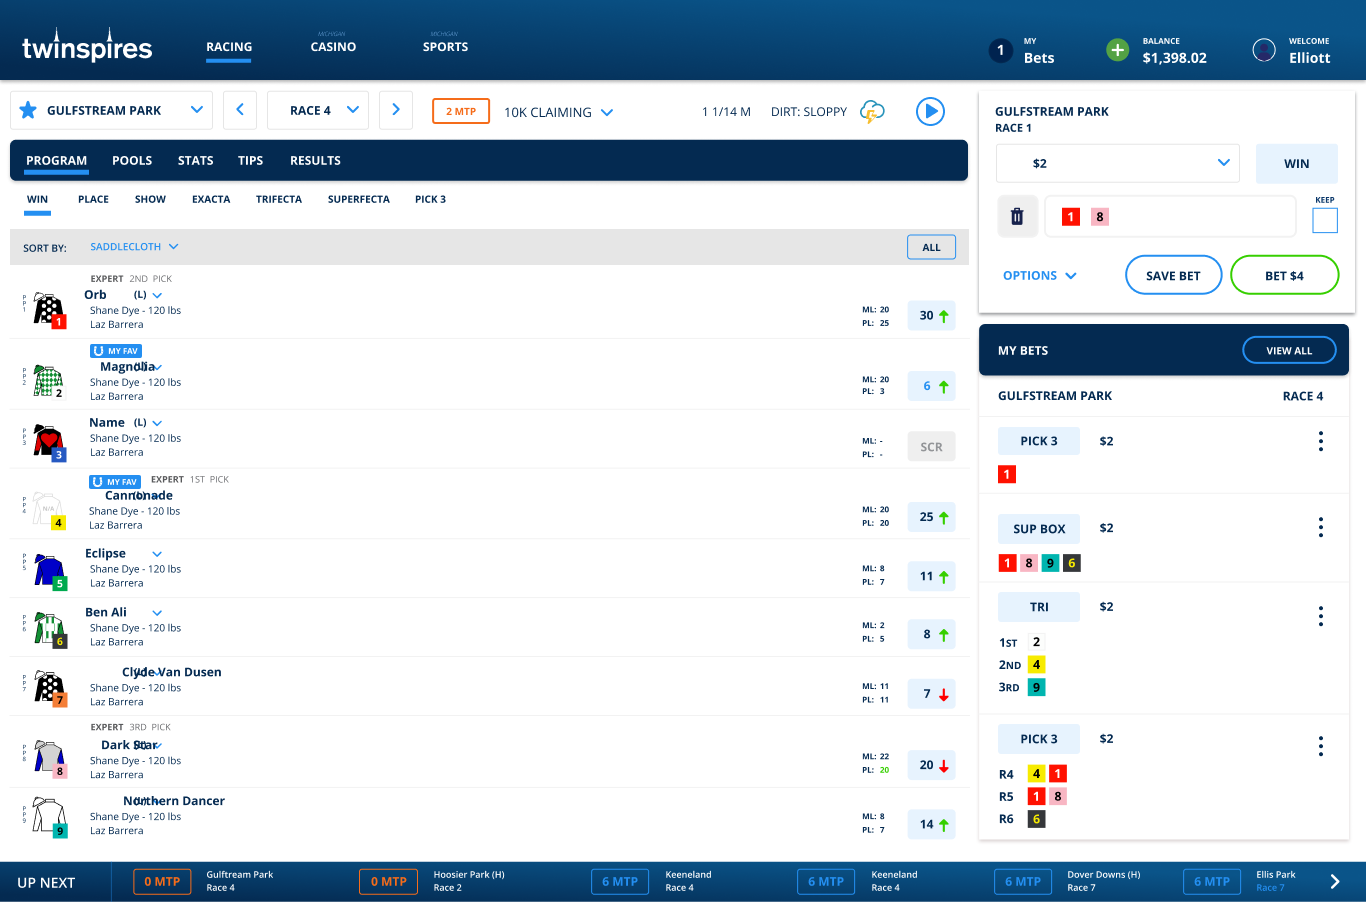 twinspires
RACING
MICHIGAN
CASINO
MICHIGAN
SPORTS
1
MY
Bets
BALANCE
$1,398.02
WELCOME
Elliott
GULFSTREAM PARK
RACE 4
2 MTP
10K CLAIMING
1 1/14 M
DIRT: SLOPPY
PROGRAM POOLS STATS TIPS RESULTS
WIN PLACE SHOW EXACTA TRIFECTA SUPERFECTA PICK 3
SORT BY: SADDLECLOTH
ALL
EXPERT 2ND PICK
PP1
1
Orb (L)
Shane Dye - 120 lbs
Laz Barrera
ML: 20
PL: 25
30
MY FAV
PP2
2
Magnolia
Shane Dye - 120 lbs
Laz Barrera
ML: 20
PL: 3
6
PP3
3
Name (L)
Shane Dye - 120 lbs
Laz Barrera
ML: -
PL: -
SCR
MY FAV EXPERT 1ST PICK
PP4
N/A
4
Cannonade
Shane Dye - 120 lbs
Laz Barrera
ML: 20
PL: 20
25
PP5
5
Eclipse
Shane Dye - 120 lbs
Laz Barrera
ML: 8
PL: 7
11
PP6
6
Ben Ali
Shane Dye - 120 lbs
Laz Barrera
ML: 2
PL: 5
8
PP7
7
Clyde Van Dusen
Shane Dye - 120 lbs
Laz Barrera
ML: 11
PL: 11
7
EXPERT 3RD PICK
PP8
8
Dark Star
Shane Dye - 120 lbs
Laz Barrera
ML: 22
PL: 20
20
PP9
9
Northern Dancer
Shane Dye - 120 lbs
Laz Barrera
ML: 8
PL: 7
14
GULFSTREAM PARK
RACE 1
$2
WIN
1 8
KEEP
OPTIONS
SAVE BET
BET $4
MY BETS
VIEW ALL
GULFSTREAM PARK RACE 4
PICK 3 $2
1
SUP BOX $2
1 8 9 6
TRI $2
1ST 2
2ND 4
3RD 9
PICK 3 $2
R4 4 1
R5 1 8
R6 6
UP NEXT
0 MTP
Gulftream Park
Race 4
0 MTP
Hoosier Park (H)
Race 2
6 MTP
Keeneland
Race 4
6 MTP
Keeneland
Race 4
6 MTP
Dover Downs (H)
Race 7
6 MTP
Ellis Park
Race 7